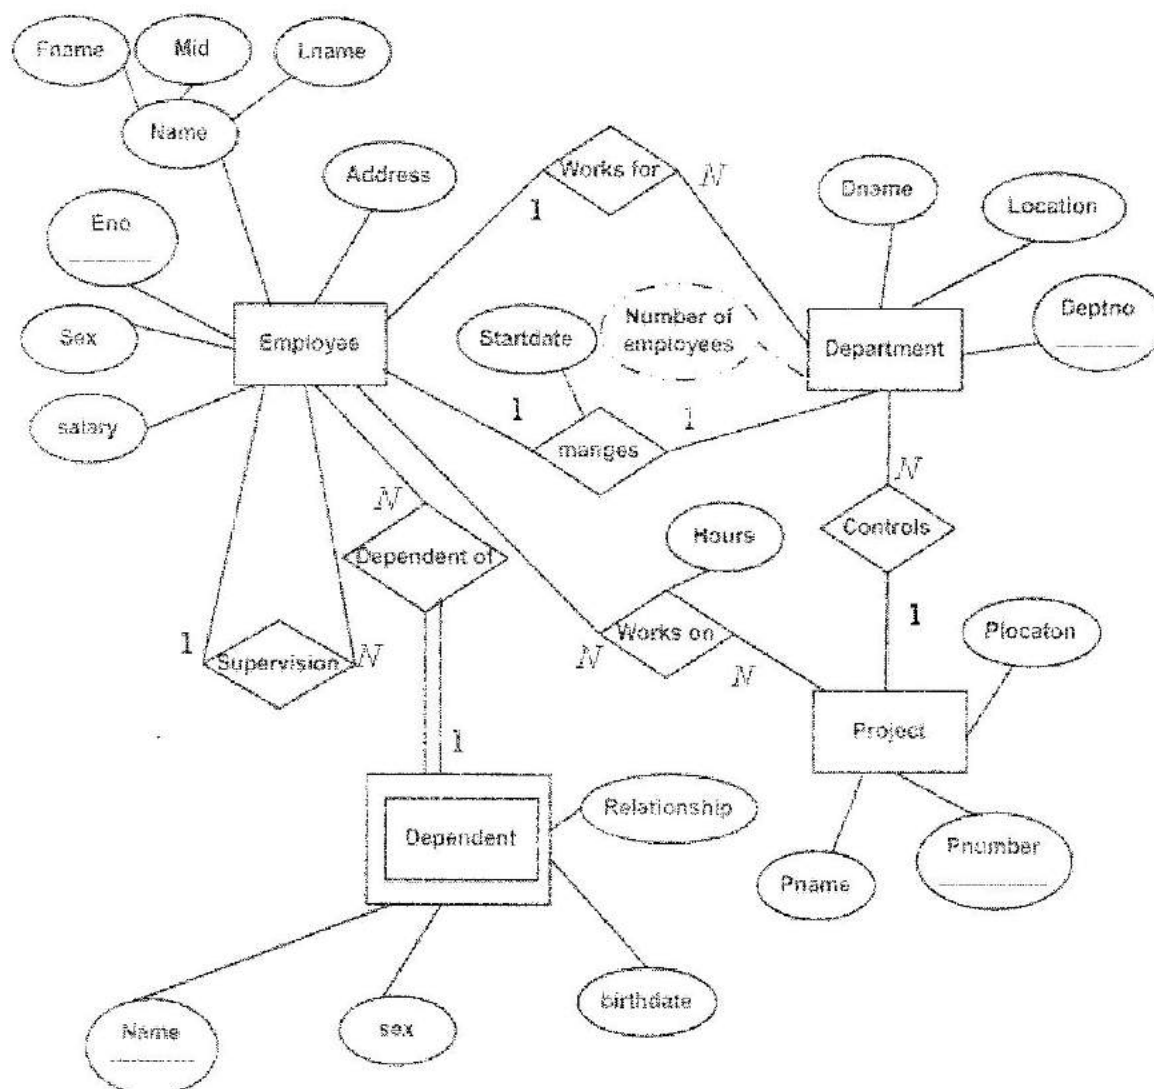 Fname
Mid
Lname
Name
Address
Works for
N
1
Dname
Location
Eno
Sex
Employee
Startdate
Number of
employees
Department
Deptno
salary
1
1
manges
N
N
Controls
Hours
Dependent of
1
Plocaton
1
Supervision
N
N
Works on
N
Project
1
Dependent
Relationship
Pname
Pnumber
Name
sex
birthdate